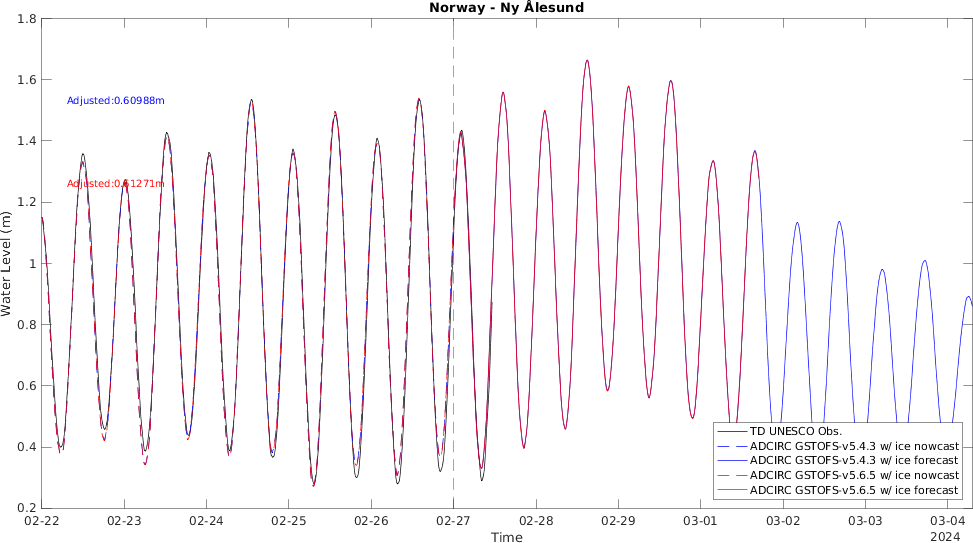 Norway - Ny Ålesund
Water Level (m)
1.8
1.6
1.4
1.2
1
0.8
0.6
0.4
0.2
Adjusted:0.60988m
Adjusted:0.61271m
TD UNESCO Obs.
ADCIRC GSTOFS-v5.4.3 w/ ice nowcast
ADCIRC GSTOFS-v5.4.3 w/ ice forecast
ADCIRC GSTOFS-v5.6.5 w/ ice nowcast
ADCIRC GSTOFS-v5.6.5 w/ ice forecast
02-22 02-23 02-24 02-25 02-26 02-27 02-28 02-29 03-01 03-02 03-03 03-04
Time
2024